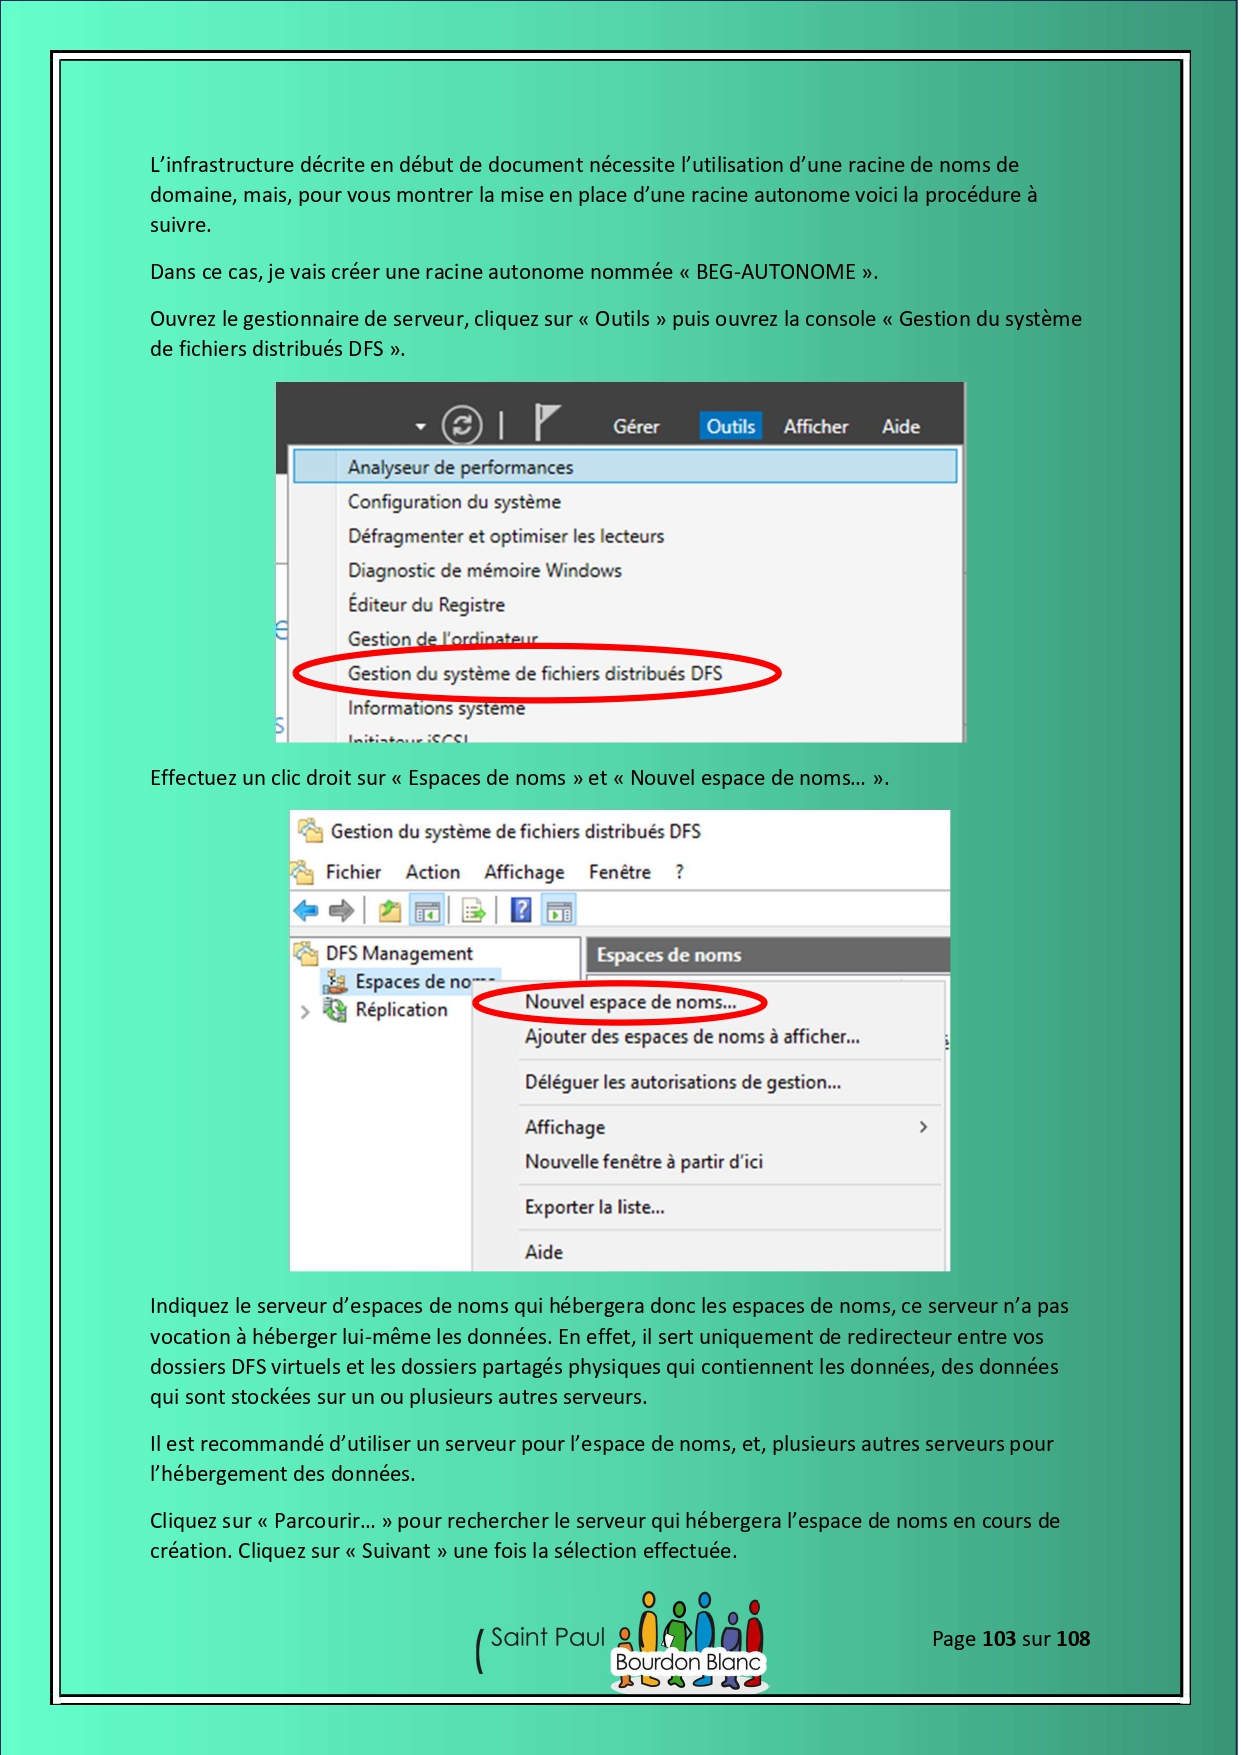 L’infrastructure décrite en début de document nécessite l’utilisation d’une racine de noms de
domaine, mais, pour vous montrer la mise en place d’une racine autonome voici la procédure à
suivre.
Dans ce cas, je vais créer une racine autonome nommée « BEG-AUTONOME ».
Ouvrez le gestionnaire de serveur, cliquez sur « Outils » puis ouvrez la console « Gestion du système
de fichiers distribués DFS ».
Gérer Outils Afficher Aide
Analyseur de performances
Configuration du système
Défragmenter et optimiser les lecteurs
Diagnostic de mémoire Windows
Éditeur du Registre
Gestion de l'ordinateur
Gestion du système de fichiers distribués DFS
Informations système
Initiateur iSCSI
Effectuez un clic droit sur « Espaces de noms » et « Nouvel espace de noms… ».
Gestion du système de fichiers distribués DFS
Fichier Action Affichage Fenêtre ?
DFS Management
Espaces de noms
Espaces de noms
Réplication
Nouvel espace de noms...
Ajouter des espaces de noms à afficher...
Déléguer les autorisations de gestion...
Affichage
Nouvelle fenêtre à partir d'ici
Exporter la liste...
Aide
Indiquez le serveur d’espaces de noms qui hébergera donc les espaces de noms, ce serveur n’a pas
vocation à héberger lui-même les données. En effet, il sert uniquement de redirecteur entre vos
dossiers DFS virtuels et les dossiers partagés physiques qui contiennent les données, des données
qui sont stockées sur un ou plusieurs autres serveurs.
Il est recommandé d’utiliser un serveur pour l’espace de noms, et, plusieurs autres serveurs pour
l’hébergement des données.
Cliquez sur « Parcourir… » pour rechercher le serveur qui hébergera l’espace de noms en cours de
création. Cliquez sur « Suivant » une fois la sélection effectuée.
Saint Paul
Bourdon Blanc
Page 103 sur 108